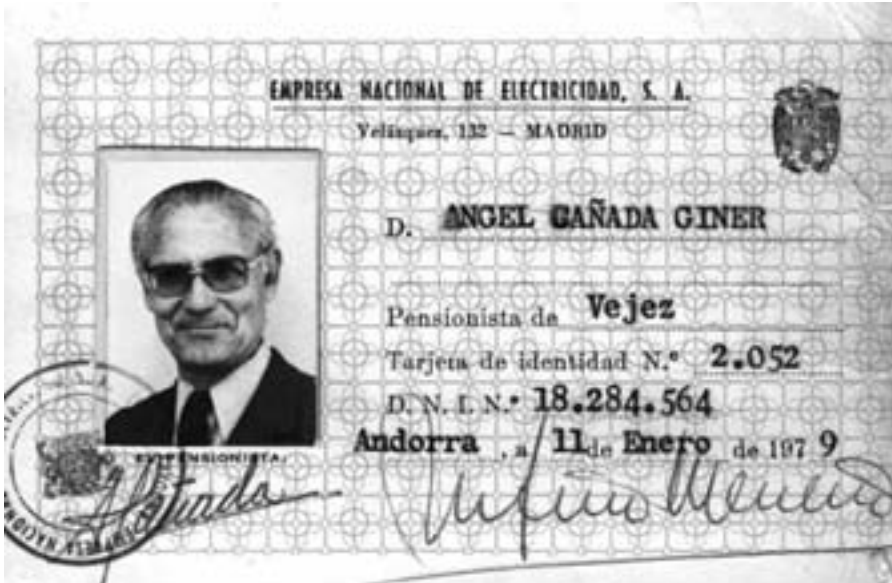 EMPRESA NACIONAL DE ELECTRICIDAD, S. A.
Velázquez, 132 — MADRID
D. ANGEL GAÑADA GINER
Pensionista de Vejez
Tarjeta de identidad N.º 2.052
D. N. I. N.º 18.284.564
Andorra, a 11 de Enero de 1979
EL PENSIONISTA,